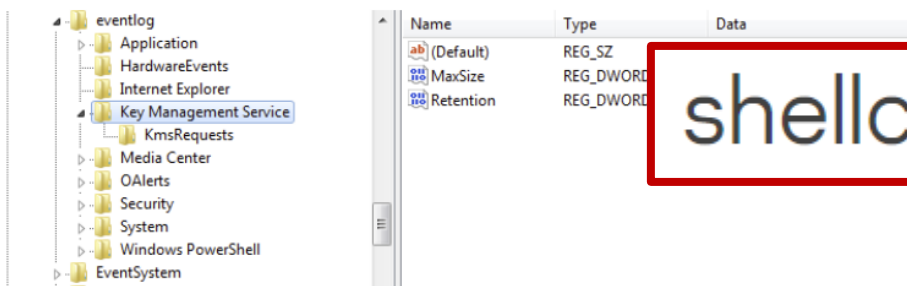 eventlog
Application
HardwareEvents
Internet Explorer
Key Management Service
KmsRequests
Media Center
OAlerts
Security
System
Windows PowerShell
EventSystem
Name Type Data
(Default) REG_SZ
MaxSize REG_DWORD
Retention REG_DWORD